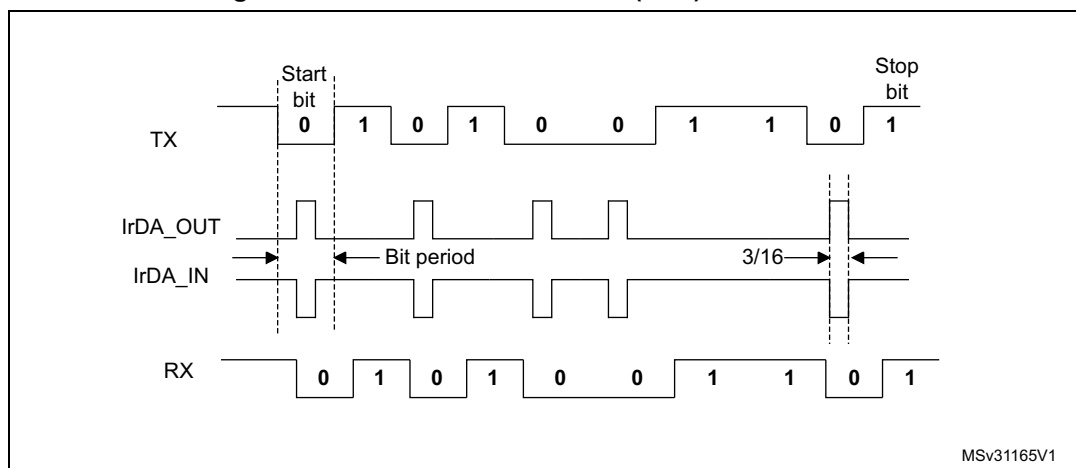 Start
bit
Stop
bit
TX
0 1 0 1 0 0 1 1 0 1
IrDA_OUT
Bit period
3/16
IrDA_IN
RX
0 1 0 1 0 0 1 1 0 1
MSv31165V1